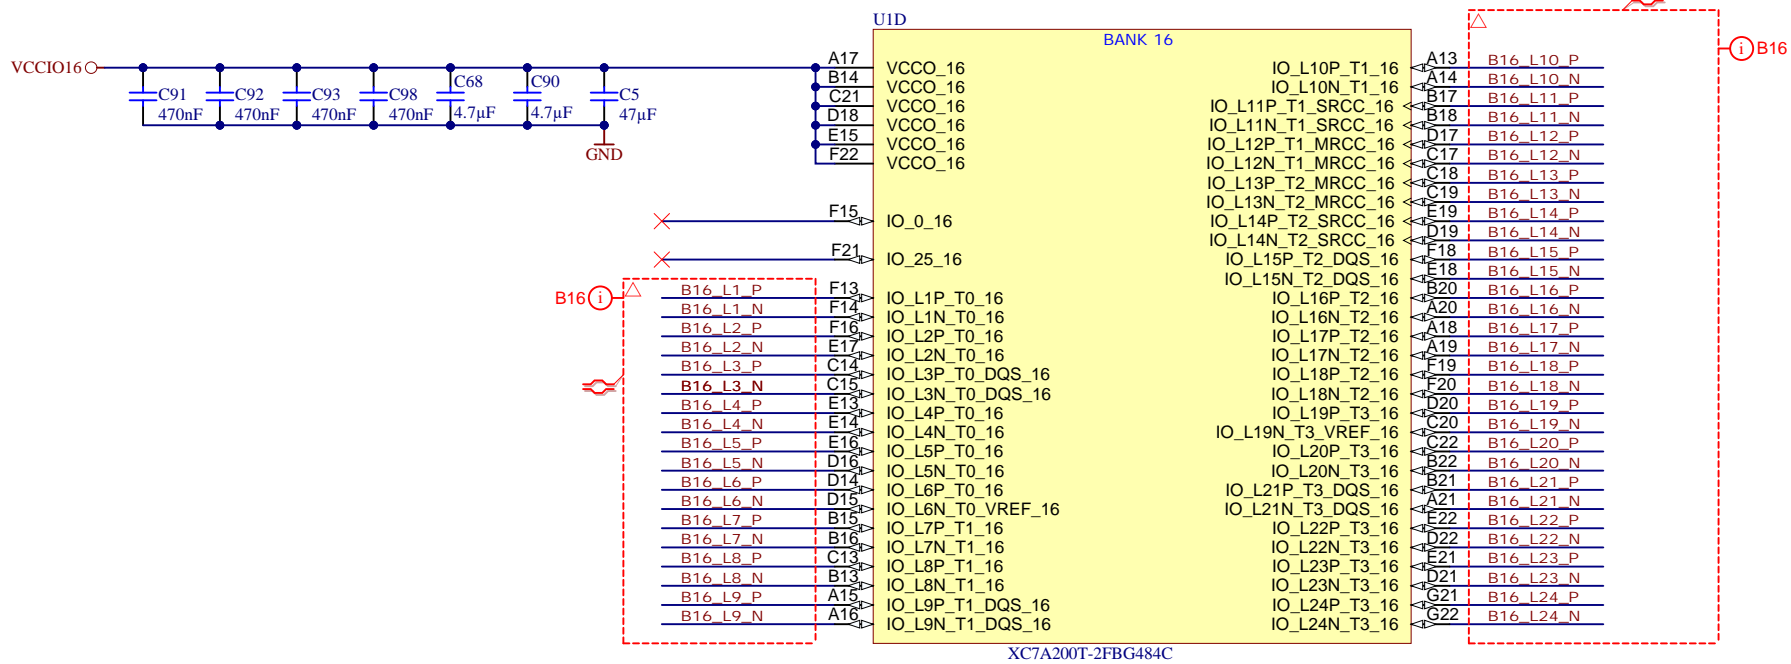 U1D
BANK 16
VCCIO16
C91
470nF
C92
470nF
C93
470nF
C98
470nF
C68
4.7µF
C90
4.7µF
C5
47µF
GND
A17 VCCO_16
B14 VCCO_16
C21 VCCO_16
D18 VCCO_16
E15 VCCO_16
F22 VCCO_16
F15 IO_0_16
F21 IO_25_16
B16 i
B16_L1_P F13 IO_L1P_T0_16
B16_L1_N F14 IO_L1N_T0_16
B16_L2_P F16 IO_L2P_T0_16
B16_L2_N E17 IO_L2N_T0_16
B16_L3_P C14 IO_L3P_T0_DQS_16
B16_L3_N C15 IO_L3N_T0_DQS_16
B16_L4_P E13 IO_L4P_T0_16
B16_L4_N E14 IO_L4N_T0_16
B16_L5_P E16 IO_L5P_T0_16
B16_L5_N D16 IO_L5N_T0_16
B16_L6_P D14 IO_L6P_T0_16
B16_L6_N D15 IO_L6N_T0_VREF_16
B16_L7_P B15 IO_L7P_T1_16
B16_L7_N B16 IO_L7N_T1_16
B16_L8_P C13 IO_L8P_T1_16
B16_L8_N B13 IO_L8N_T1_16
B16_L9_P A15 IO_L9P_T1_DQS_16
B16_L9_N A16 IO_L9N_T1_DQS_16
i B16
IO_L10P_T1_16 A13 B16_L10_P
IO_L10N_T1_16 A14 B16_L10_N
IO_L11P_T1_SRCC_16 B17 B16_L11_P
IO_L11N_T1_SRCC_16 B18 B16_L11_N
IO_L12P_T1_MRCC_16 D17 B16_L12_P
IO_L12N_T1_MRCC_16 C17 B16_L12_N
IO_L13P_T2_MRCC_16 C18 B16_L13_P
IO_L13N_T2_MRCC_16 C19 B16_L13_N
IO_L14P_T2_SRCC_16 E19 B16_L14_P
IO_L14N_T2_SRCC_16 D19 B16_L14_N
IO_L15P_T2_DQS_16 F18 B16_L15_P
IO_L15N_T2_DQS_16 E18 B16_L15_N
IO_L16P_T2_16 B20 B16_L16_P
IO_L16N_T2_16 A20 B16_L16_N
IO_L17P_T2_16 A18 B16_L17_P
IO_L17N_T2_16 A19 B16_L17_N
IO_L18P_T2_16 F19 B16_L18_P
IO_L18N_T2_16 F20 B16_L18_N
IO_L19P_T3_16 D20 B16_L19_P
IO_L19N_T3_VREF_16 C20 B16_L19_N
IO_L20P_T3_16 C22 B16_L20_P
IO_L20N_T3_16 B22 B16_L20_N
IO_L21P_T3_DQS_16 B21 B16_L21_P
IO_L21N_T3_DQS_16 A21 B16_L21_N
IO_L22P_T3_16 E22 B16_L22_P
IO_L22N_T3_16 D22 B16_L22_N
IO_L23P_T3_16 E21 B16_L23_P
IO_L23N_T3_16 D21 B16_L23_N
IO_L24P_T3_16 G21 B16_L24_P
IO_L24N_T3_16 G22 B16_L24_N
XC7A200T-2FBG484C